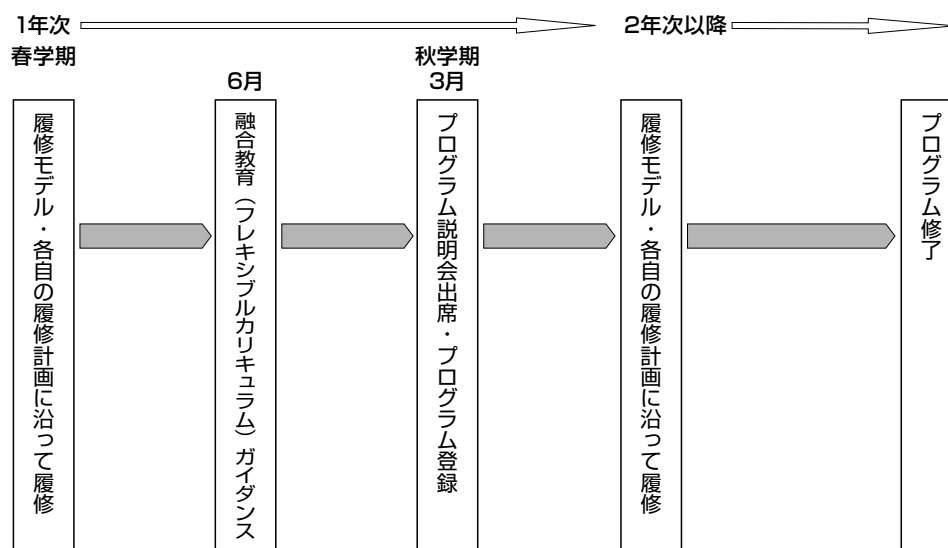 1年次
2年次以降
春学期
秋学期
6月
3月
履修モデル・各自の履修計画に沿って履修
融合教育（フレキシブルカリキュラム）ガイダンス
プログラム説明会出席・プログラム登録
履修モデル・各自の履修計画に沿って履修
プログラム修了